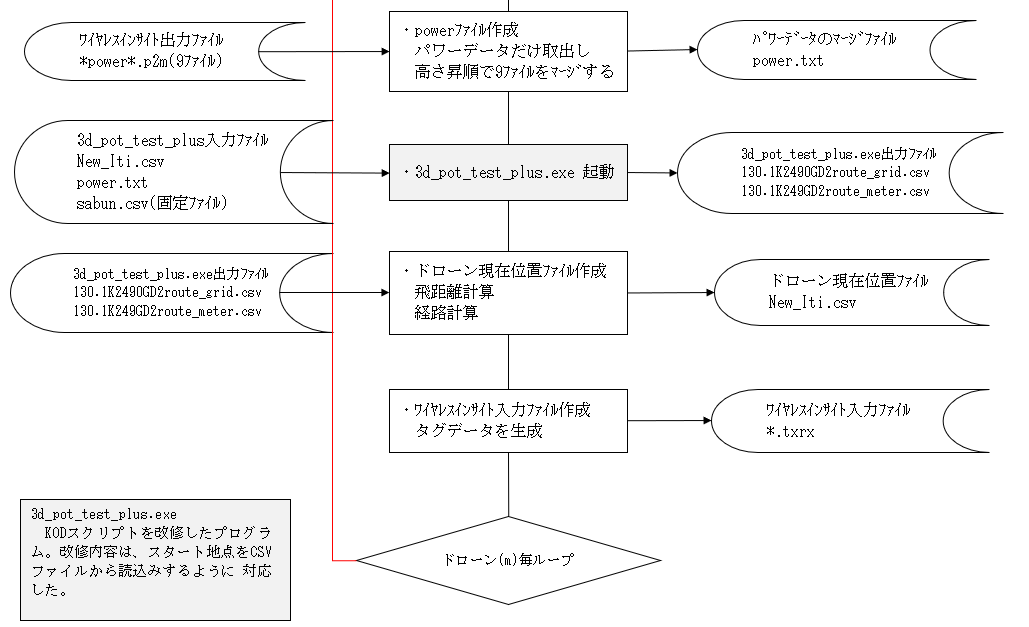 ﾜｲﾔﾚｽｲﾝｻｲﾄ出力ﾌｧｲﾙ
*power*.p2m(9ﾌｧｲﾙ)
・powerﾌｧｲﾙ作成
パワーデータだけ取出し
高さ昇順で9ﾌｧｲﾙをﾏｰｼﾞする
ﾊﾟﾜｰﾃﾞｰﾀのﾏｰｼﾞﾌｧｲﾙ
power.txt
3d_pot_test_plus入力ﾌｧｲﾙ
New_Iti.csv
power.txt
sabun.csv(固定ﾌｧｲﾙ)
・3d_pot_test_plus.exe 起動
3d_pot_test_plus.exe出力ﾌｧｲﾙ
130.1K2490GD2route_grid.csv
130.1K249GD2route_meter.csv
3d_pot_test_plus.exe出力ﾌｧｲﾙ
130.1K2490GD2route_grid.csv
130.1K249GD2route_meter.csv
・ドローン現在位置ﾌｧｲﾙ作成
飛距離計算
経路計算
ドローン現在位置ﾌｧｲﾙ
New_Iti.csv
・ﾜｲﾔﾚｽｲﾝｻｲﾄ入力ﾌｧｲﾙ作成
タグデータを生成
ﾜｲﾔﾚｽｲﾝｻｲﾄ入力ﾌｧｲﾙ
*.txrx
3d_pot_test_plus.exe
KODスクリプトを改修したプログラ
ム。改修内容は、スタート地点をCSV
ファイルから読込みするように 対応
した。
ドローン(m)毎ループ